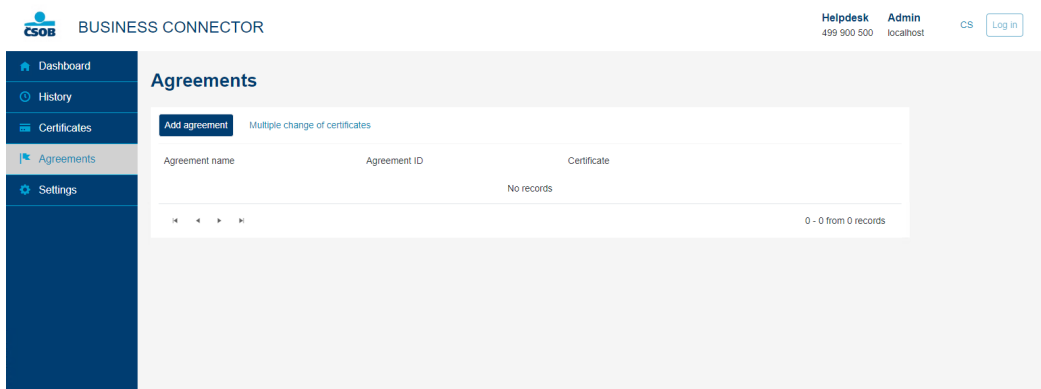 ČSOB BUSINESS CONNECTOR
Helpdesk Admin
499 900 500 localhost
CS Log in
Dashboard
History
Certificates
Agreements
Settings
Agreements
Add agreement Multiple change of certificates
Agreement name Agreement ID Certificate
No records
0 - 0 from 0 records